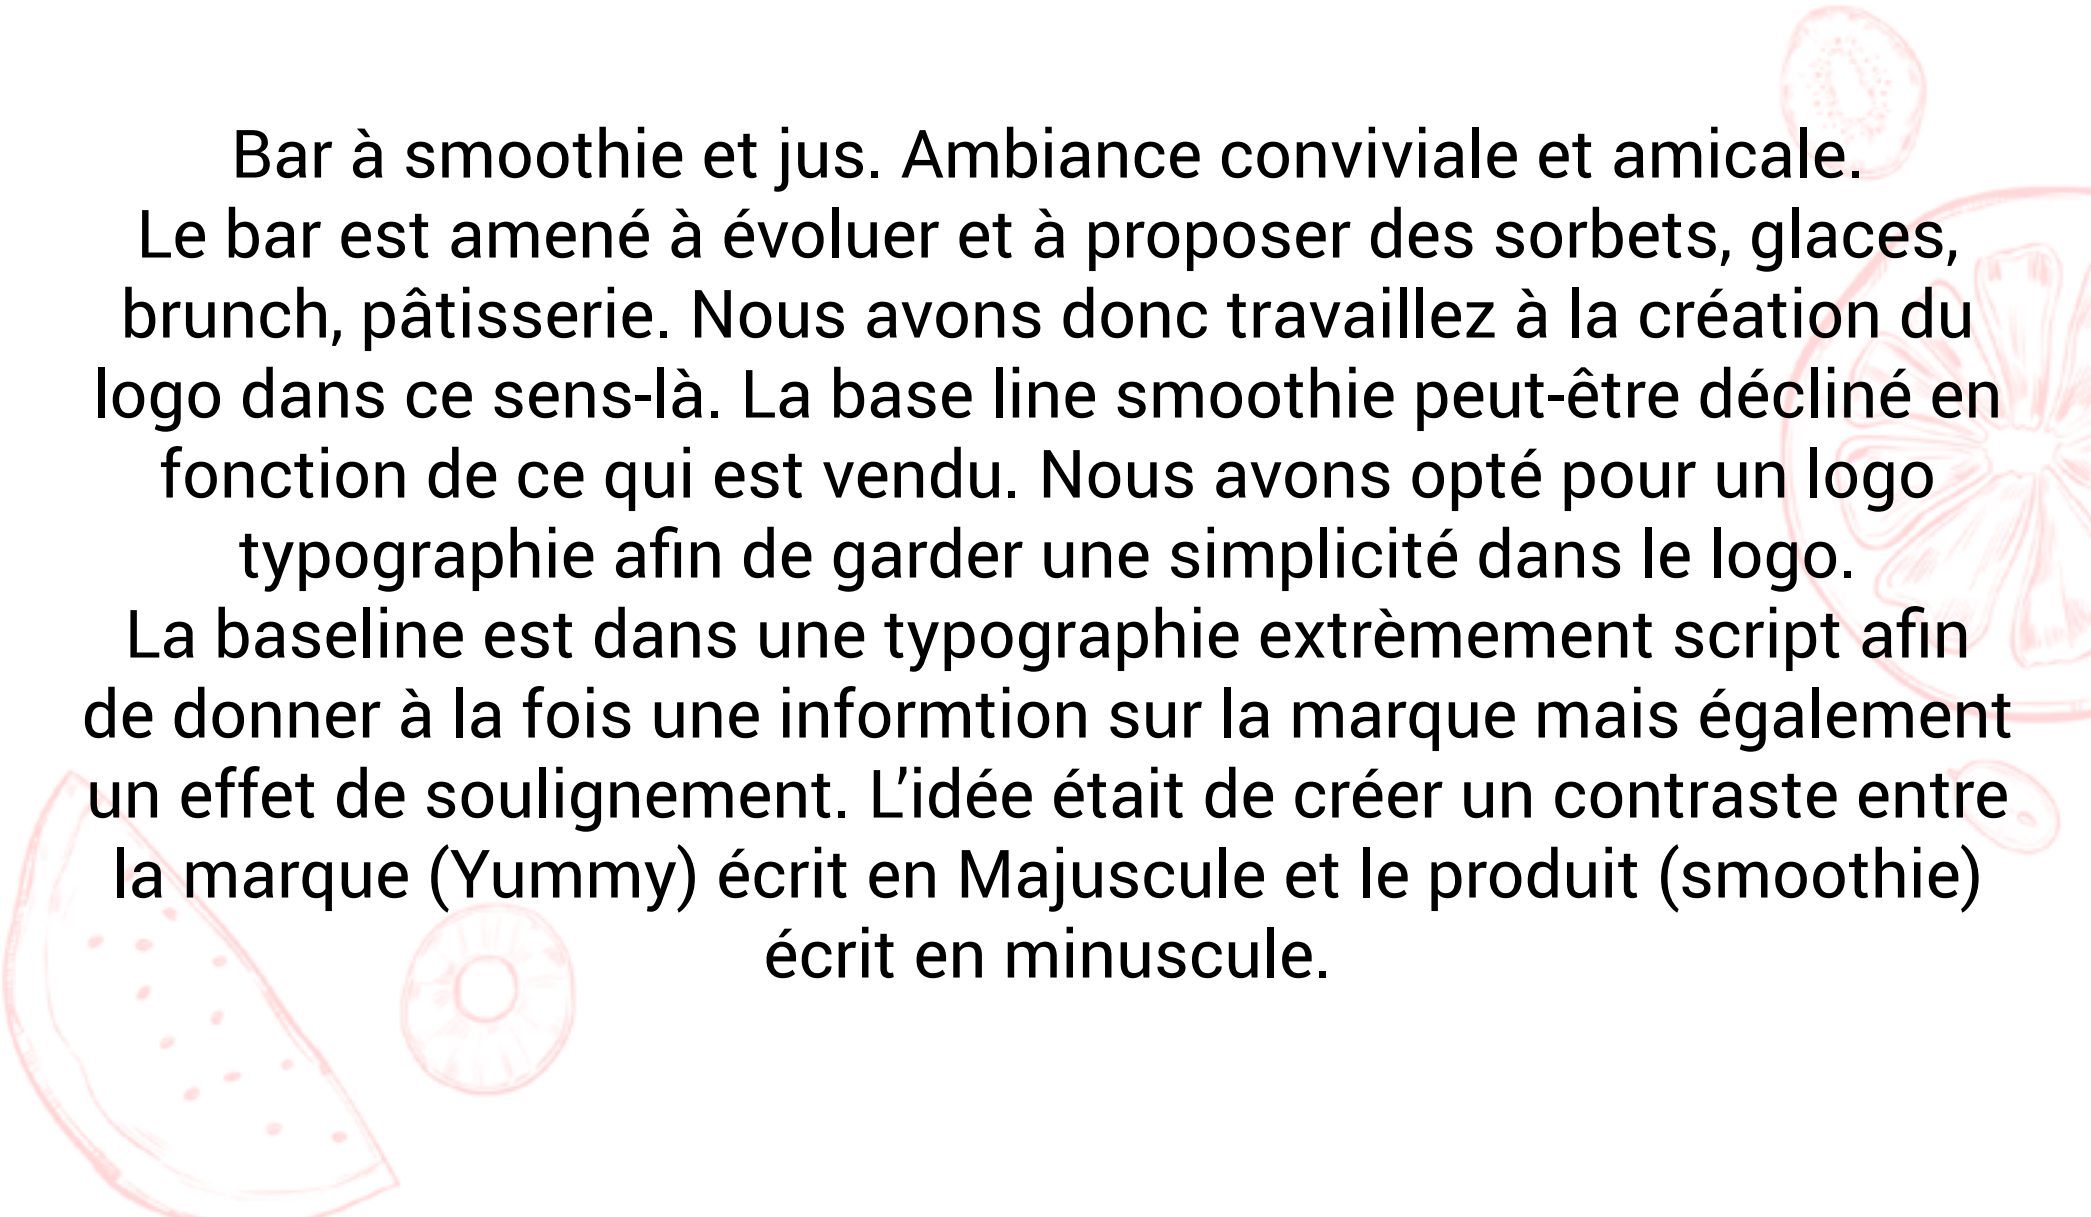 Bar à smoothie et jus. Ambiance conviviale et amicale.
Le bar est amené à évoluer et à proposer des sorbets, glaces,
brunch, pâtisserie. Nous avons donc travaillez à la création du
logo dans ce sens-là. La base line smoothie peut-être décliné en
fonction de ce qui est vendu. Nous avons opté pour un logo
typographie afin de garder une simplicité dans le logo.
La baseline est dans une typographie extrèmement script afin
de donner à la fois une informtion sur la marque mais également
un effet de soulignement. L’idée était de créer un contraste entre
la marque (Yummy) écrit en Majuscule et le produit (smoothie)
écrit en minuscule.